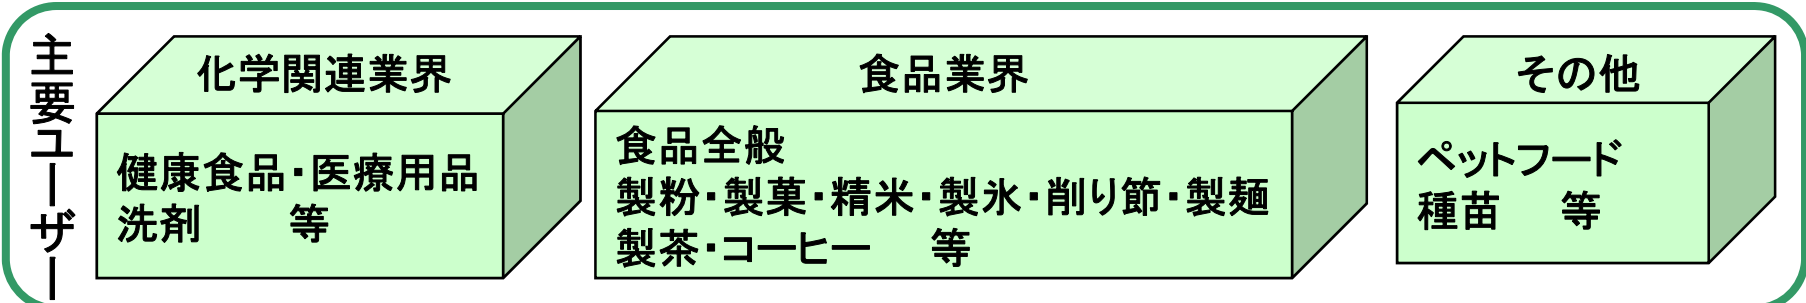 主要ユーザー
化学関連業界
健康食品・医療用品
洗剤　　等
食品業界
食品全般
製粉・製菓・精米・製氷・削り節・製麺
製茶・コーヒー　等
その他
ペットフード
種苗　等